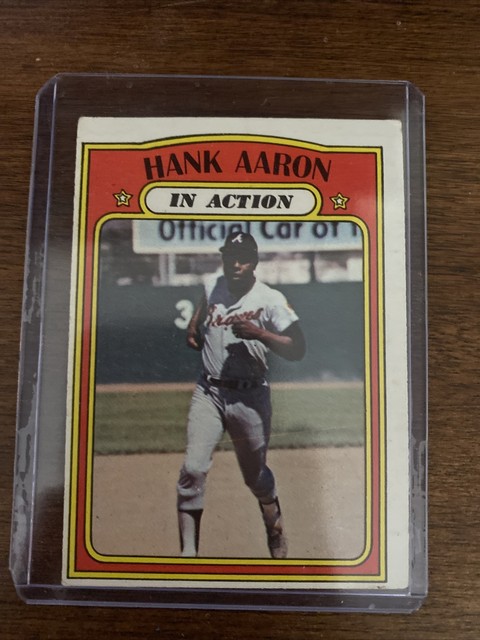 HANK AARON
IN ACTION
Official Car of
A
3
Braves